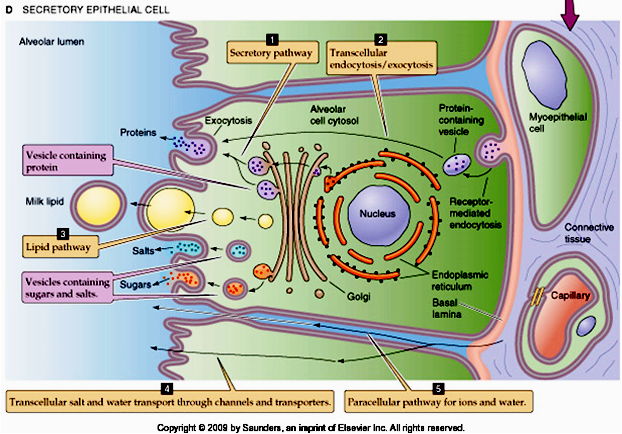 D SECRETORY EPITHELIAL CELL
Alveolar lumen
1
Secretory pathway
2
Transcellular
endocytosis/exocytosis
Proteins
Exocytosis
Alveolar
cell cytosol
Protein-
containing
vesicle
Myoepithelial
cell
Vesicle containing
protein
Milk lipid
Nucleus
Receptor-
mediated
endocytosis
3
Lipid pathway
Connective
tissue
Salts
Vesicles containing
sugars and salts.
Sugars
Golgi
Endoplasmic
reticulum
Basal
lamina
Capillary
4
Transcellular salt and water transport through channels and transporters.
5
Paracellular pathway for ions and water.
Copyright © 2009 by Saunders, an imprint of Elsevier Inc. All rights reserved.